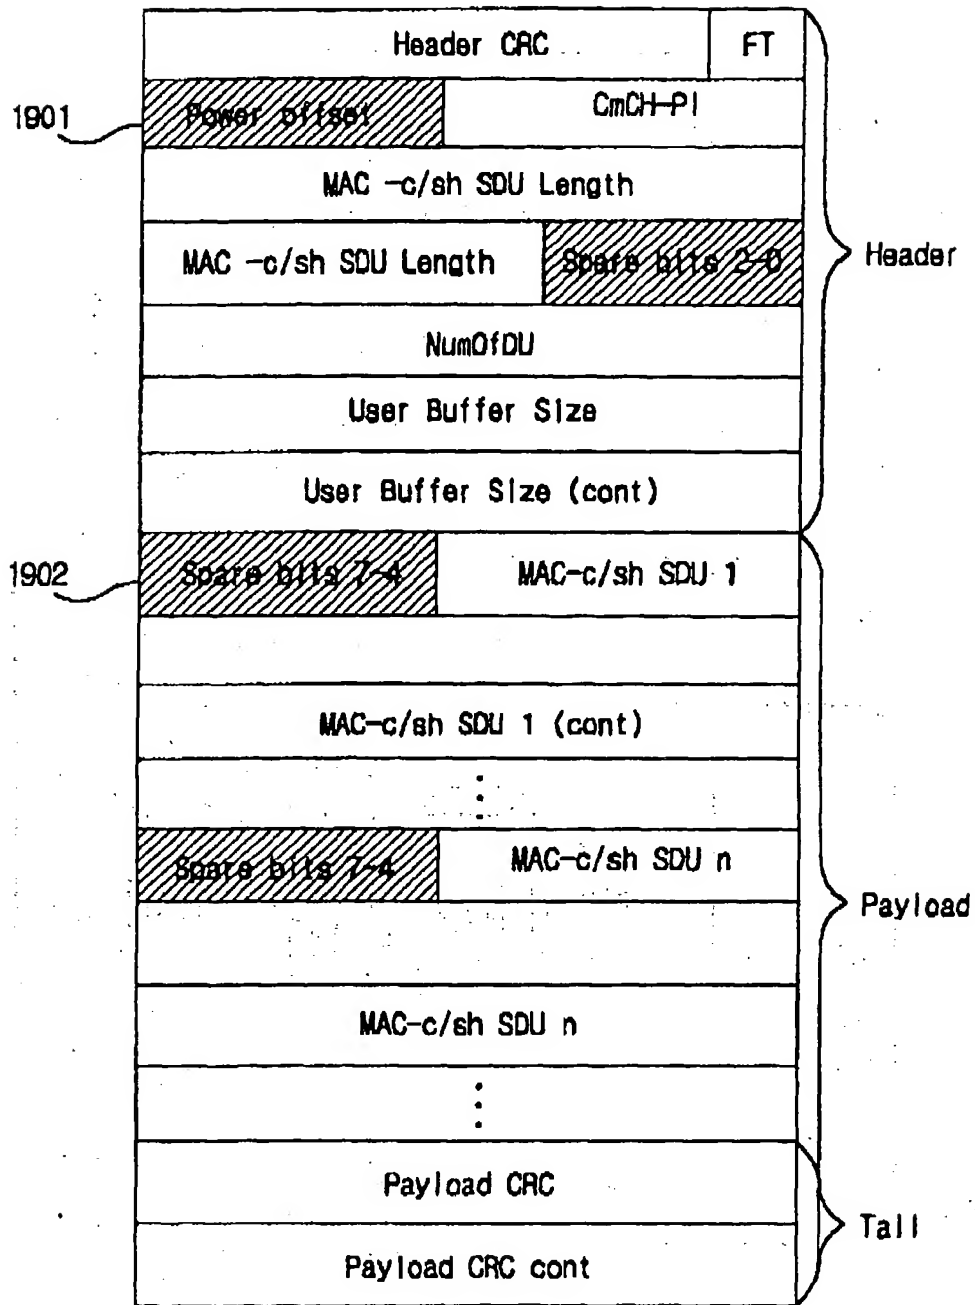 Header CRC FT
1901 Power offset CmCH-PI
MAC -c/sh SDU Length
MAC -c/sh SDU Length Spare bits 2-0
Header
NumOfDU
User Buffer Size
User Buffer Size (cont)
1902 Spare bits 7-4 MAC-c/sh SDU 1
MAC-c/sh SDU 1 (cont)
Spare bits 7-4 MAC-c/sh SDU n
Payload
MAC-c/sh SDU n
Payload CRC
Tail
Payload CRC cont